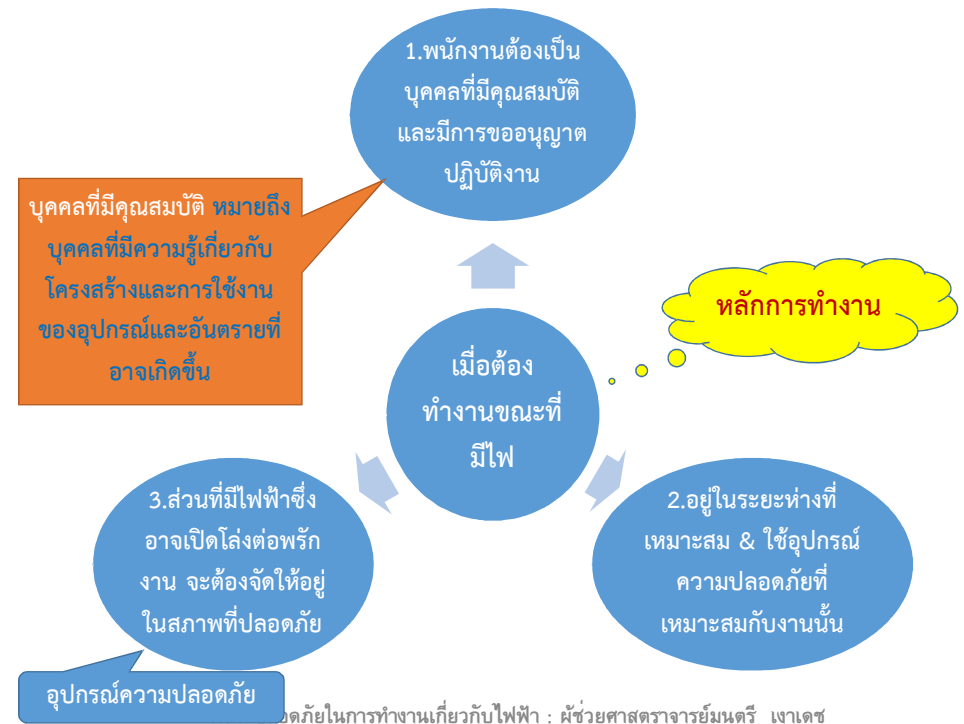 1.พนักงานต้องเป็น
บุคคลที่มีคุณสมบัติ
และมีการขออนุญาต
ปฏิบัติงาน
บุคคลที่มีคุณสมบัติ หมายถึง
บุคคลที่มีความรู้เกี่ยวกับ
โครงสร้างและการใช้งาน
ของอุปกรณ์และอันตรายที่
อาจเกิดขึ้น
หลักการทำงาน
เมื่อต้อง
ทำงานขณะที่
มีไฟ
3.ส่วนที่มีไฟฟ้าซึ่ง
อาจเปิดโล่งต่อพรัก
งาน จะต้องจัดให้อยู่
ในสภาพที่ปลอดภัย
2.อยู่ในระยะห่างที่
เหมาะสม & ใช้อุปกรณ์
ความปลอดภัยที่
เหมาะสมกับงานนั้น
อุปกรณ์ความปลอดภัย
อดภัยในการทำงานเกี่ยวกับไฟฟ้า : ผู้ช่วยศาสตราจารย์มนตรี เงาเดช